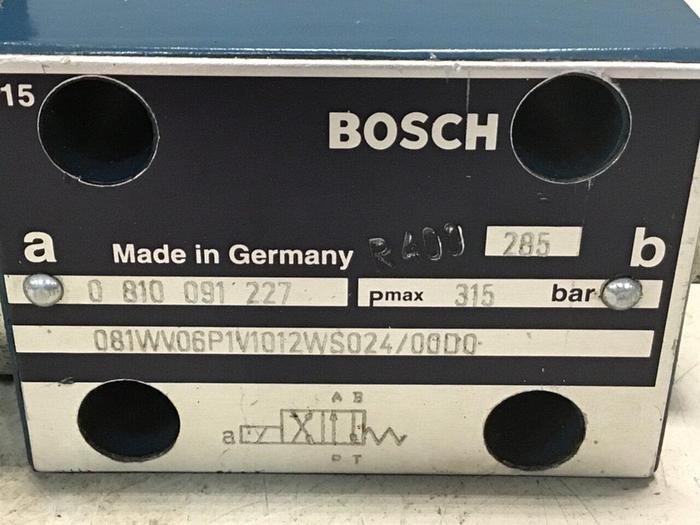 15
BOSCH
a Made in Germany 285 b
0 810 091 227 Pmax 315 bar
081WV06P1V1012WS024/00D0
A B
a
P T